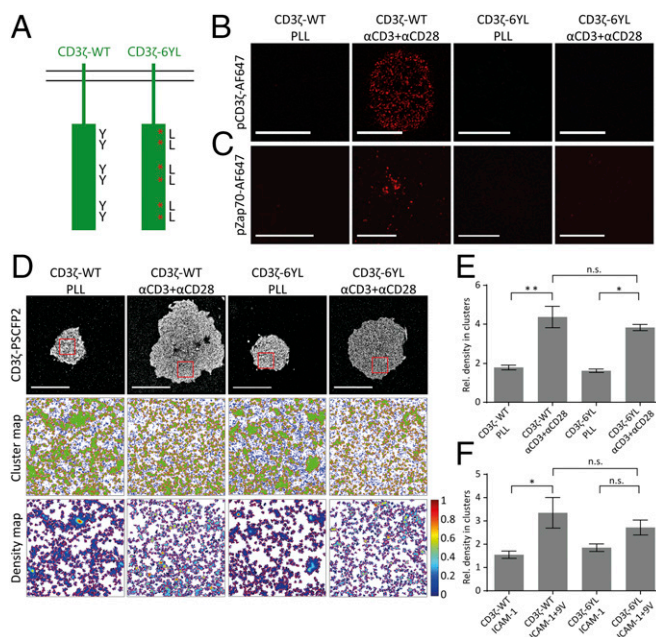 A
CD3ζ-WT CD3ζ-6YL
Y
Y
Y
Y
Y
Y
L
L
L
L
L
L
B
CD3ζ-WT
PLL
CD3ζ-WT
αCD3+αCD28
CD3ζ-6YL
PLL
CD3ζ-6YL
αCD3+αCD28
pCD3ζ-AF647
C
pZap70-AF647
D
CD3ζ-WT
PLL
CD3ζ-WT
αCD3+αCD28
CD3ζ-6YL
PLL
CD3ζ-6YL
αCD3+αCD28
CD3ζ-PSCFP2
Cluster map
Density map
1
0.8
0.6
0.4
0.2
0
E
n.s.
**
*
Rel. density in clusters
6
4
2
0
CD3ζ-WT
PLL
CD3ζ-WT
αCD3+αCD28
CD3ζ-6YL
PLL
CD3ζ-6YL
αCD3+αCD28
F
n.s.
*
n.s.
Rel. density in clusters
5
4
3
2
1
0
CD3ζ-WT
ICAM-1
CD3ζ-WT
ICAM-1+9V
CD3ζ-6YL
ICAM-1
CD3ζ-6YL
ICAM-1+9V